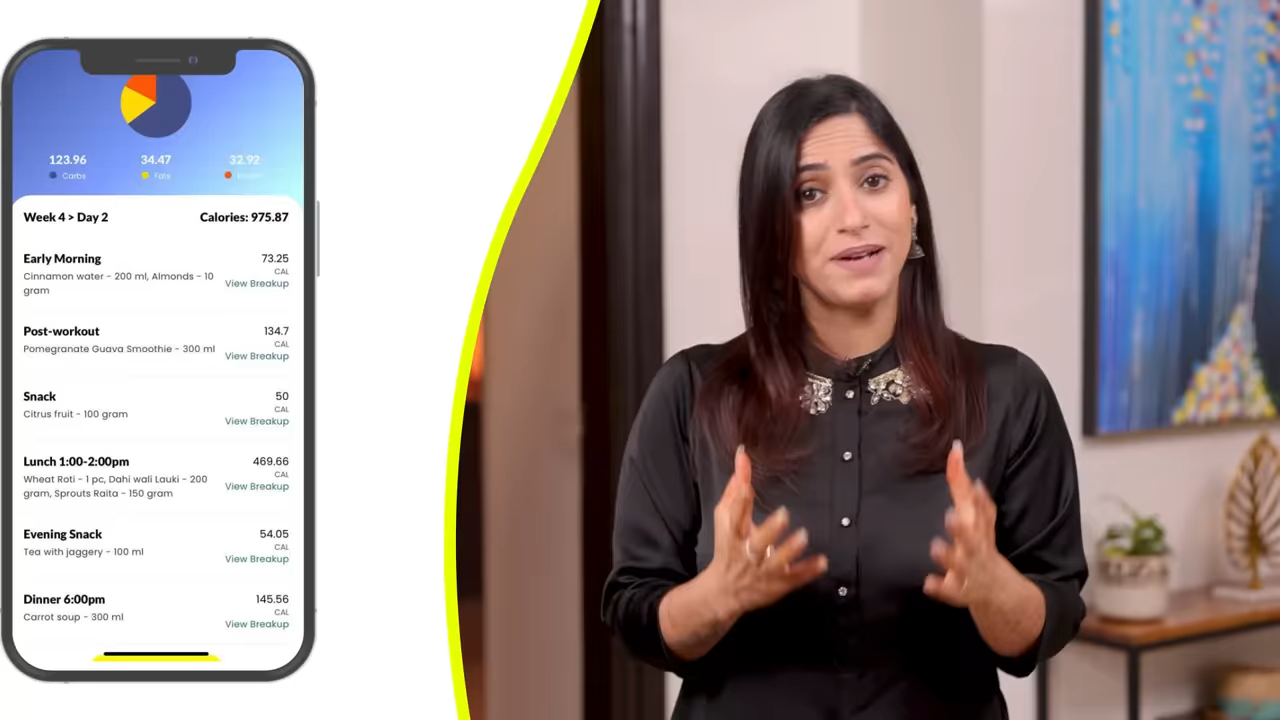 123.96 34.47 32.92
Carbs Fats
Week 4 > Day 2 Calories: 975.87
Early Morning 73.25
CAL
Cinnamon water - 200 ml, Almonds - 10
gram
View Breakup
Post-workout 134.7
CAL
Pomegranate Guava Smoothie - 300 ml
View Breakup
Snack 50
CAL
Citrus fruit - 100 gram
View Breakup
Lunch 1:00-2:00pm 469.66
CAL
Wheat Roti - 1 pc, Dahi wali Lauki - 200
gram, Sprouts Raita - 150 gram
View Breakup
Evening Snack 54.05
CAL
Tea with jaggery - 100 ml
View Breakup
Dinner 6:00pm 145.56
CAL
Carrot soup - 300 ml
View Breakup